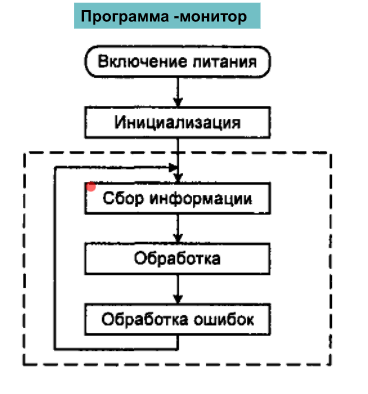 Программа -монитор
Включение питания
Инициализация
Сбор информации
Обработка
Обработка ошибок